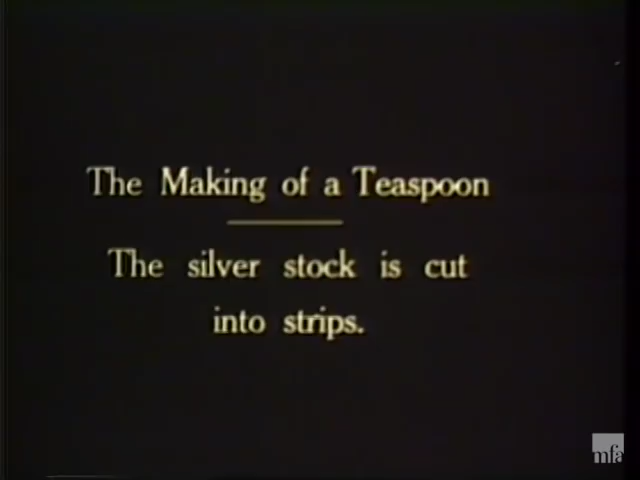 The Making of a Teaspoon
The silver stock is cut
into strips.
mfa